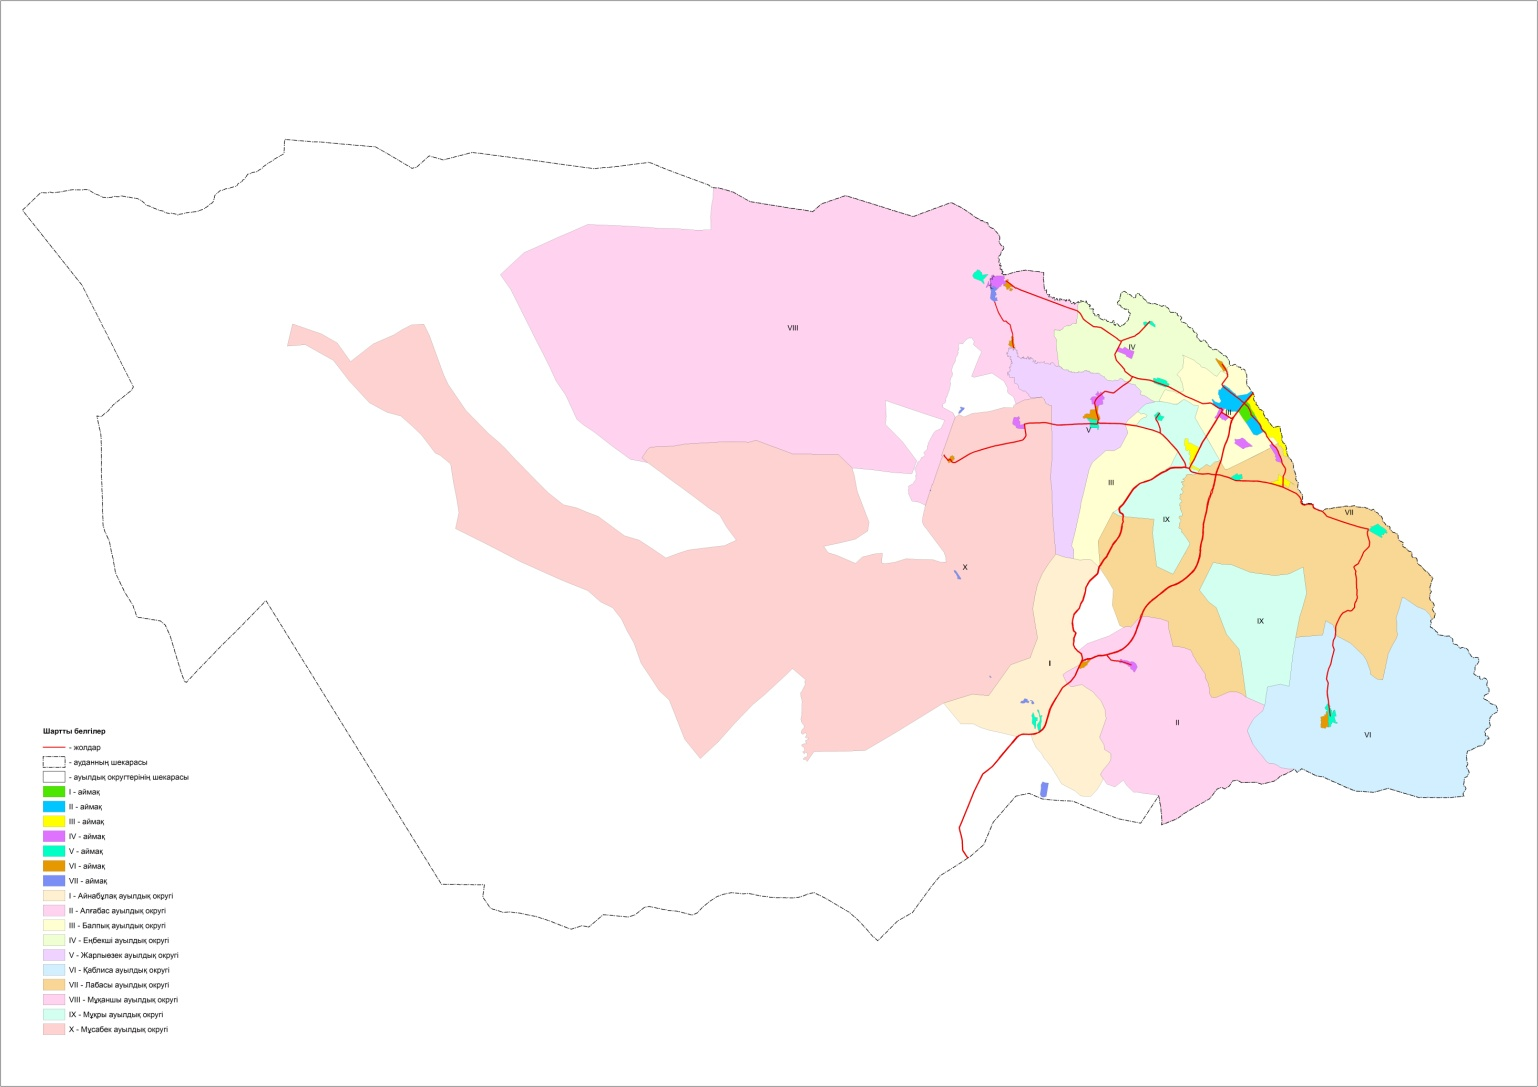 VIII
IV
III
V
III
IX
VII
X
IX
I
II
VI
Шартты белгілер
- жолдар
- ауданның шекарасы
- ауылдық округтерінің шекарасы
I - аймақ
II - аймақ
III - аймақ
IV - аймақ
V - аймақ
VI - аймақ
VII - аймақ
I - Айнабұлақ ауылдық округі
II - Алғабас ауылдық округі
III - Балпық ауылдық округі
IV - Еңбекші ауылдық округі
V - Жарлыөзек ауылдық округі
VI - Қаблиса ауылдық округі
VII - Лабасы ауылдық округі
VIII - Мұқаншы ауылдық округі
IX - Мұқры ауылдық округі
X - Мұсабек ауылдық округі